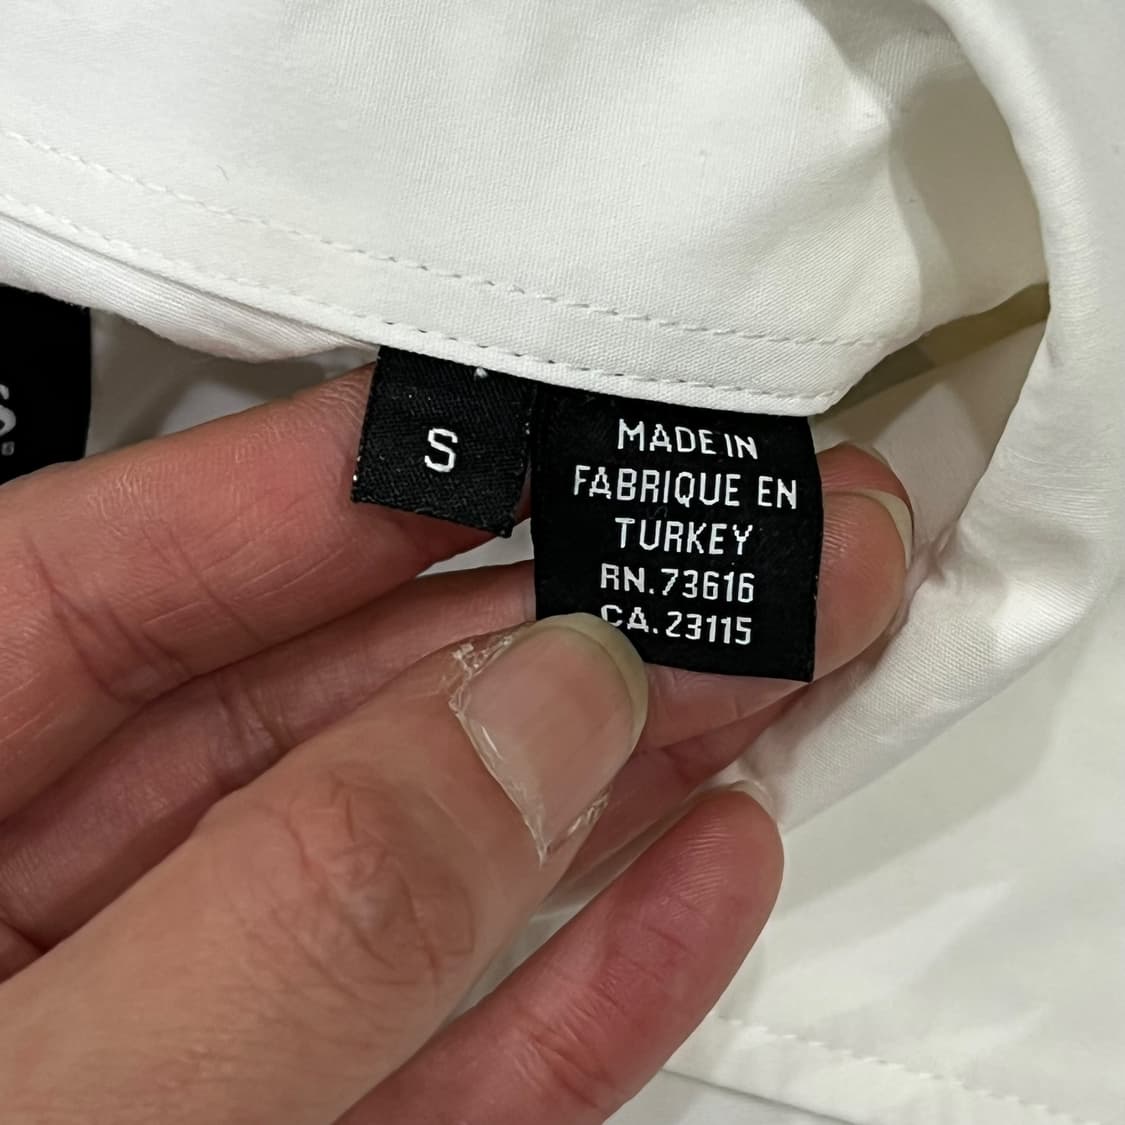 S
S
MADE IN
FABRIQUE EN
TURKEY
RN.73616
CA.23115